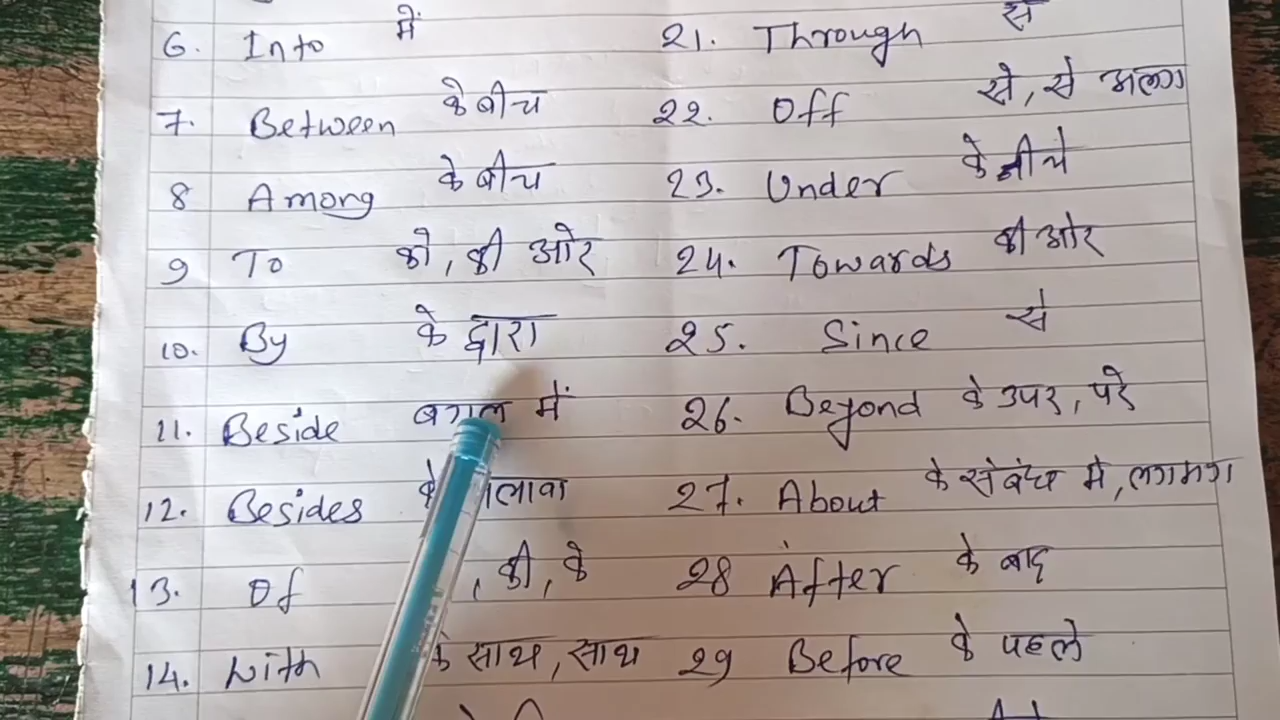 6. Into में
7. Between के बीच
8 Among के बीच
9 To को, की ओर
10. By के द्वारा
11. Beside बगल में
12. Besides के
13. Of , की, के
14. With के साथ, साथ
21. Through से
22. Off से, से अलग
23. Under के नीचे
24. Towards की ओर
25. Since से
26. Beyond के उपर, परे
27. About के संबंध में, लगभग
28 After के बाद
29 Before के पहले